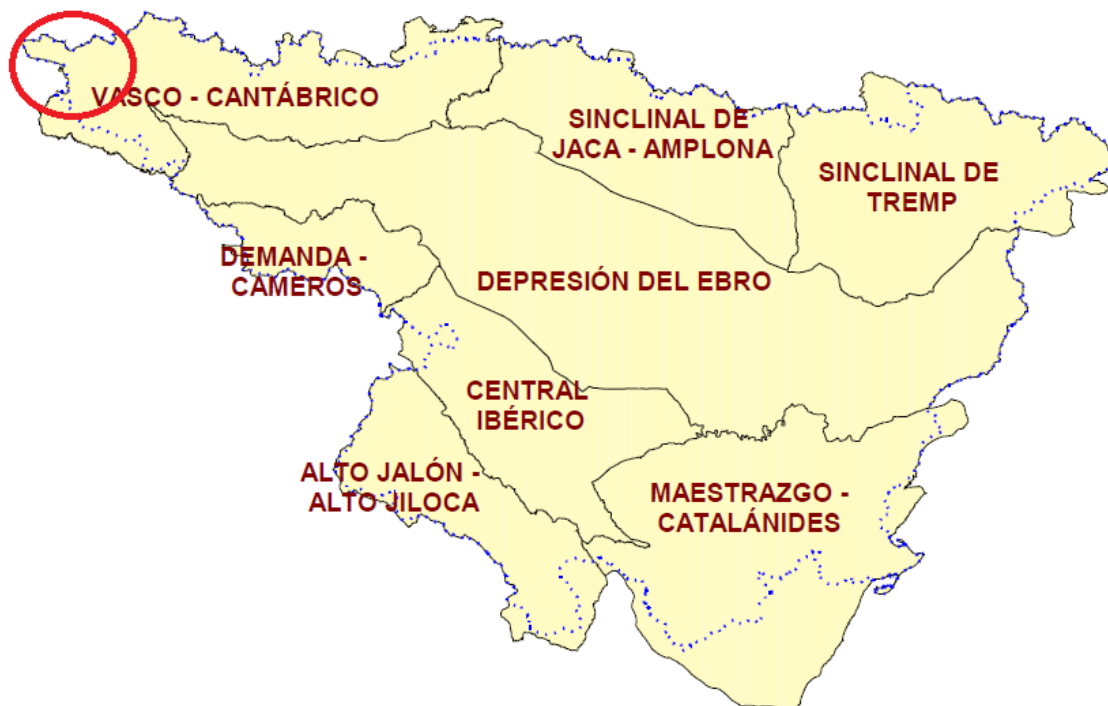 VASCO - CANTÁBRICO
SINCLINAL DE
JACA - AMPLONA
SINCLINAL DE
TREMP
DEMANDA -
CAMEROS
DEPRESIÓN DEL EBRO
CENTRAL
IBÉRICO
ALTO JALÓN -
ALTO JILOCA
MAESTRAZGO -
CATALÁNIDES